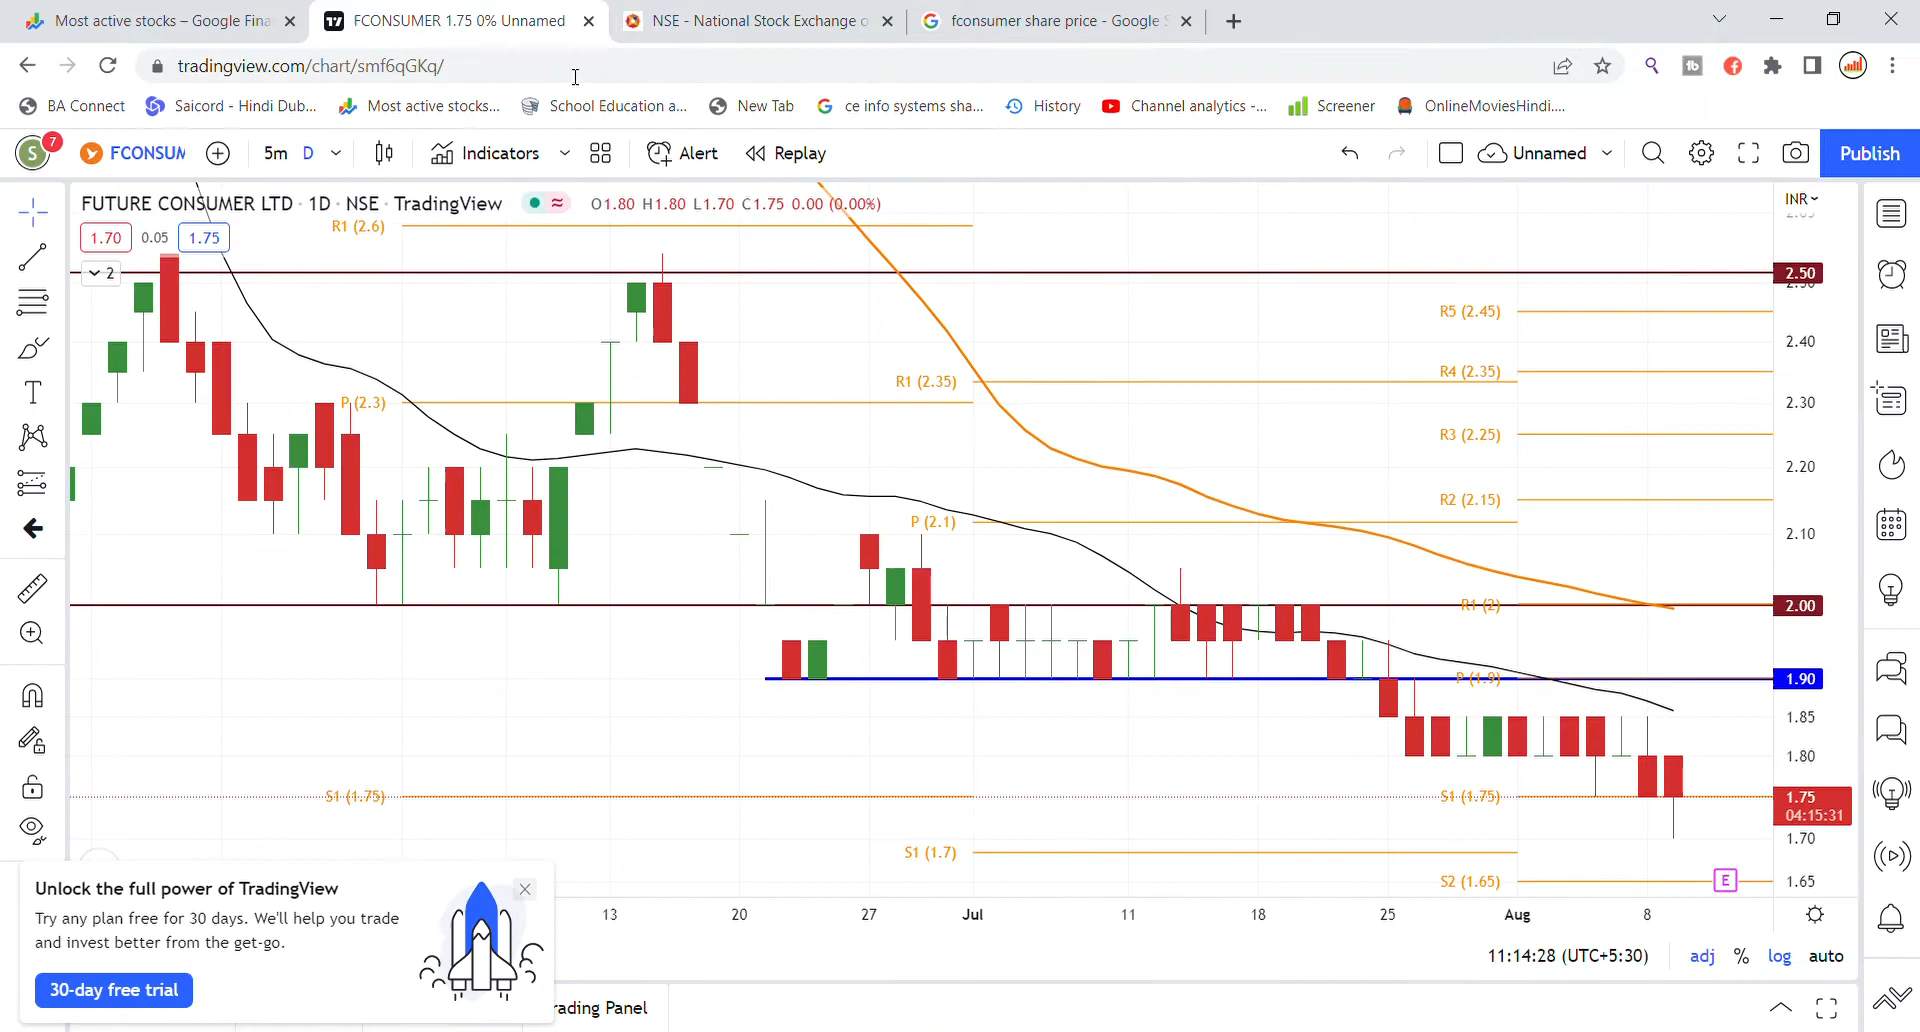 Most active stocks – Google Fina
FCONSUMER 1.75 0% Unnamed
NSE - National Stock Exchange o
fconsumer share price - Google S
tradingview.com/chart/smf6qGKq/
BA Connect
Saicord - Hindi Dub...
Most active stocks...
School Education a...
New Tab
ce info systems sha...
History
Channel analytics -...
Screener
OnlineMoviesHindi....
S
7
FCONSUM
5m
D
Indicators
Alert
Replay
Unnamed
Publish
FUTURE CONSUMER LTD · 1D · NSE · TradingView
O1.80 H1.80 L1.70 C1.75 0.00 (0.00%)
INR
1.70
0.05
1.75
2
R1 (2.6)
2.50
R5 (2.45)
2.40
R4 (2.35)
R1 (2.35)
P (2.3)
2.30
R3 (2.25)
2.20
R2 (2.15)
P (2.1)
2.10
R1 (2)
2.00
P (1.9)
1.90
1.85
1.80
S1 (1.75)
S1 (1.75)
1.75
04:15:31
1.70
S1 (1.7)
S2 (1.65)
E
1.65
13
20
27
Jul
11
18
25
Aug
8
Unlock the full power of TradingView
Try any plan free for 30 days. We'll help you trade
and invest better from the get-go.
30-day free trial
11:14:28 (UTC+5:30)
adj
%
log
auto
rading Panel